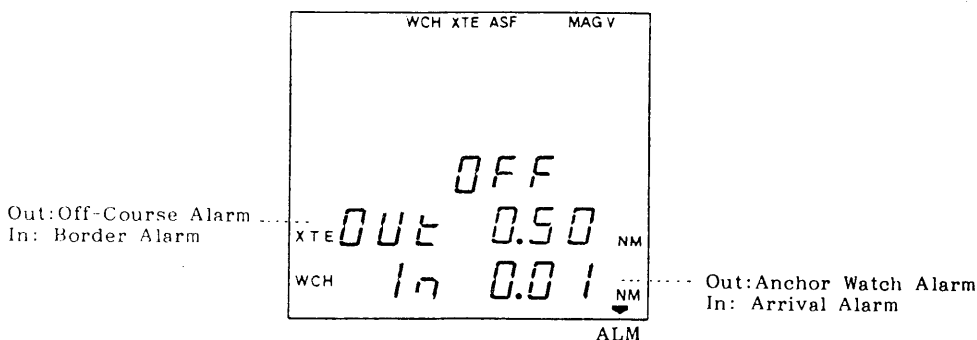 WCH XTE ASF MAG V
OFF
Out:Off-Course Alarm
In: Border Alarm
XTE OUt 0.50 NM
WCH In 0.01 NM
Out:Anchor Watch Alarm
In: Arrival Alarm
ALM